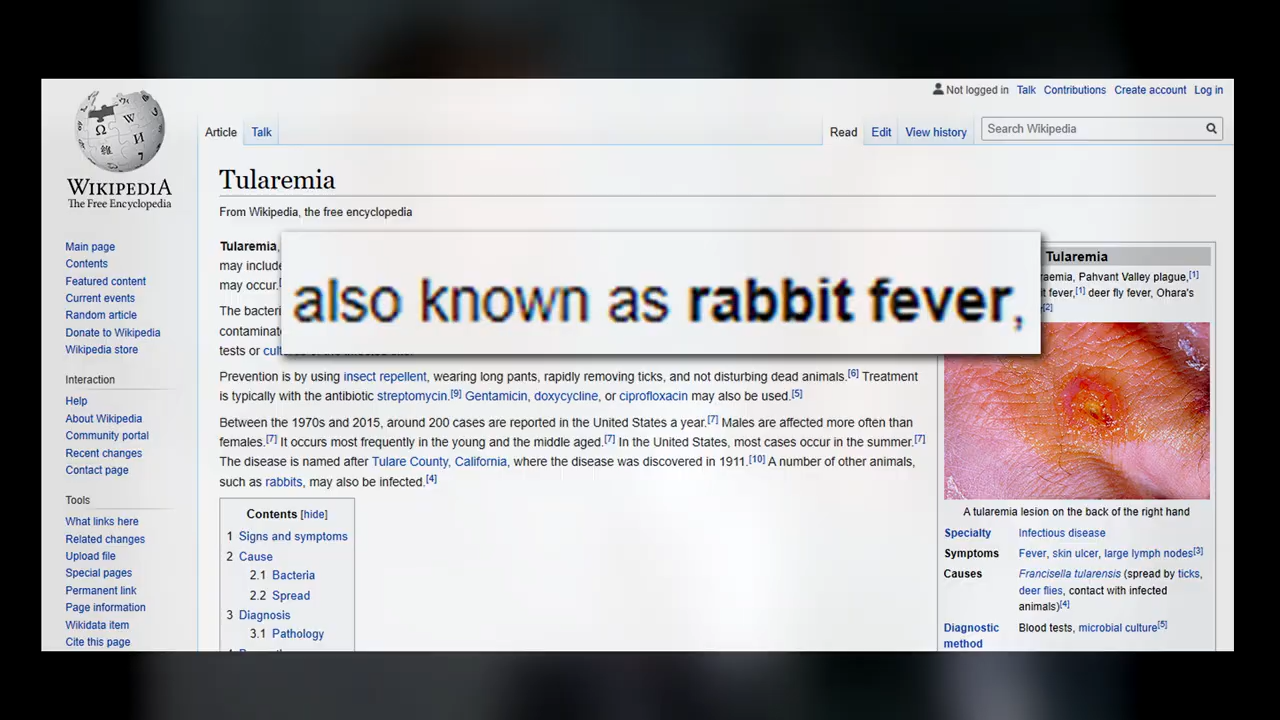 Not logged in Talk Contributions Create account Log in
Article Talk
Read Edit View history Search Wikipedia
WIKIPEDIA
The Free Encyclopedia
Tularemia
From Wikipedia, the free encyclopedia
Main page
Contents
Featured content
Current events
Random article
Donate to Wikipedia
Wikipedia store
Interaction
Help
About Wikipedia
Community portal
Recent changes
Contact page
Tools
What links here
Related changes
Upload file
Special pages
Permanent link
Page information
Wikidata item
Cite this page
Tularemia,
may include
may occur.
also known as rabbit fever,
The bacteri
contaminate
tests or
Prevention is by using insect repellent, wearing long pants, rapidly removing ticks, and not disturbing dead animals.[6] Treatment
is typically with the antibiotic streptomycin.[9] Gentamicin, doxycycline, or ciprofloxacin may also be used.[5]
Between the 1970s and 2015, around 200 cases are reported in the United States a year.[7] Males are affected more often than
females.[7] It occurs most frequently in the young and the middle aged.[7] In the United States, most cases occur in the summer.[7]
The disease is named after Tulare County, California, where the disease was discovered in 1911.[10] A number of other animals,
such as rabbits, may also be infected.[4]
Contents [hide]
1 Signs and symptoms
2 Cause
2.1 Bacteria
2.2 Spread
3 Diagnosis
3.1 Pathology
Tularemia
raemia, Pahvant Valley plague,[1]
it fever,[1] deer fly fever, Ohara's
[2]
A tularemia lesion on the back of the right hand
Specialty Infectious disease
Symptoms Fever, skin ulcer, large lymph nodes[3]
Causes Francisella tularensis (spread by ticks,
deer flies, contact with infected
animals)[4]
Diagnostic Blood tests, microbial culture[5]
method